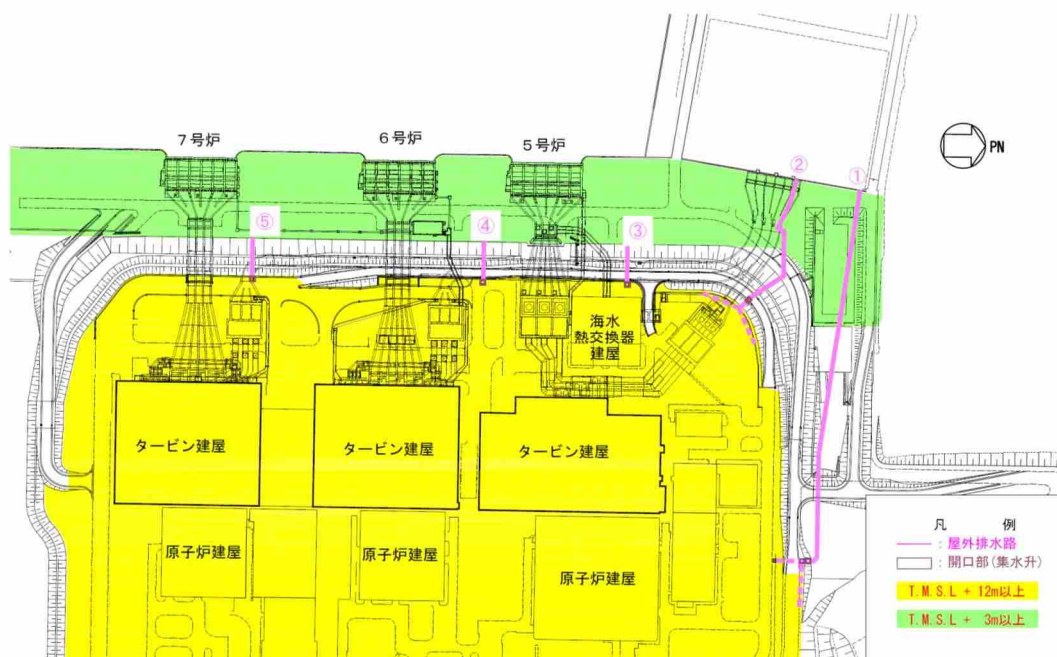 7号炉
6号炉
5号炉
②
①
PN
⑤
④
③
海水
熱交換器
建屋
タービン建屋
タービン建屋
タービン建屋
原子炉建屋
原子炉建屋
原子炉建屋
凡　例
：屋外排水路
：開口部(集水升)
T.M.S.L + 12m以上
T.M.S.L + 3m以上